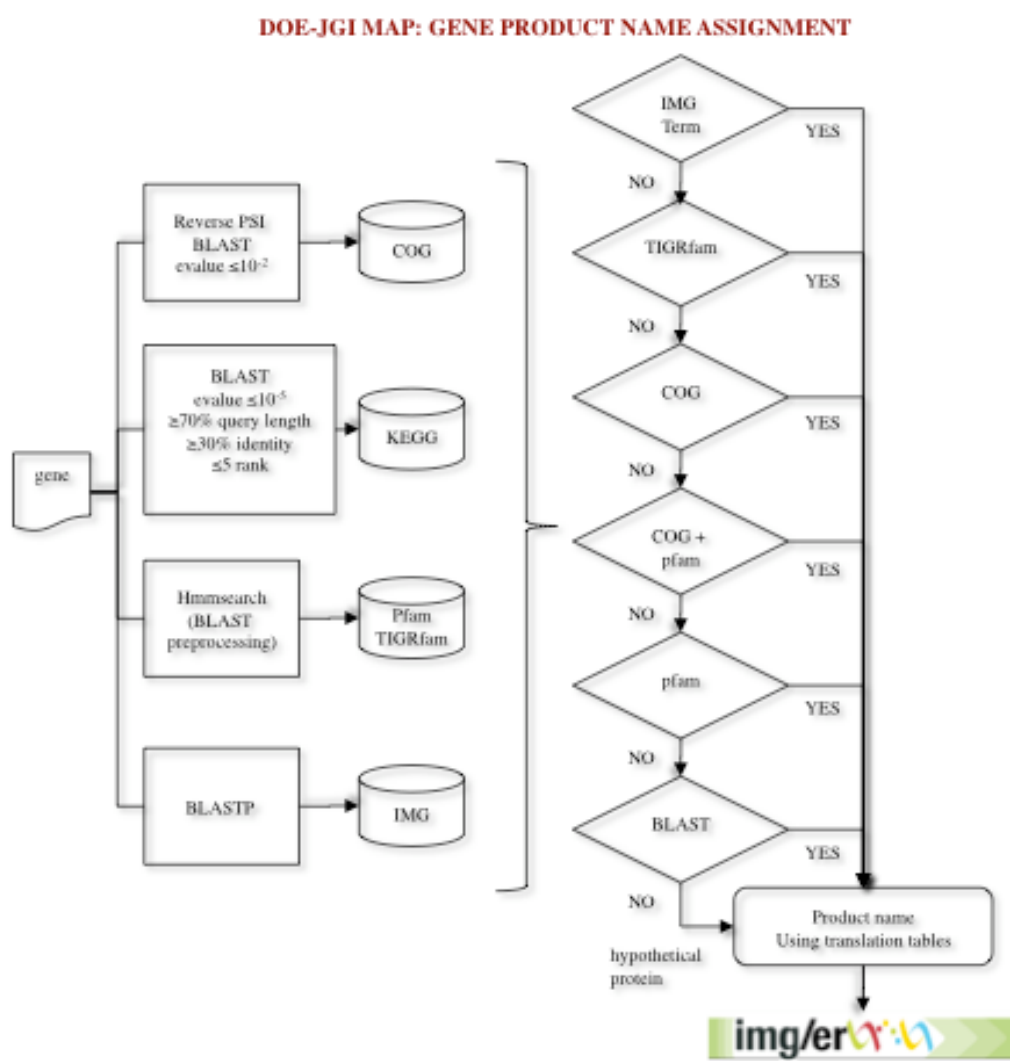 DOE-JGI MAP: GENE PRODUCT NAME ASSIGNMENT
gene
Reverse PSI
BLAST
evalue ≤10⁻²
COG
BLAST
evalue ≤10⁻⁵
≥70% query length
≥30% identity
≤5 rank
KEGG
Hmmsearch
(BLAST
preprocessing)
Pfam
TIGRfam
BLASTP
IMG
IMG
Term
YES
NO
TIGRfam
YES
NO
COG
YES
NO
COG +
pfam
YES
NO
pfam
YES
NO
BLAST
YES
NO
hypothetical
protein
Product name
Using translation tables
img/er